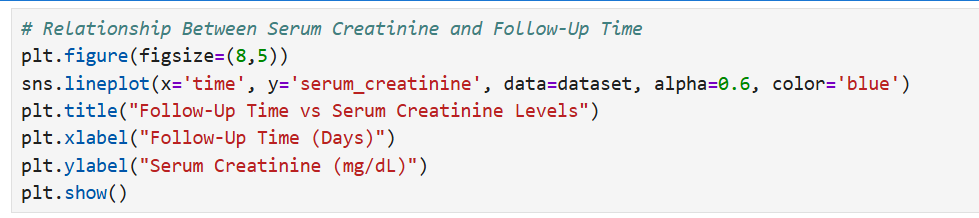 # Relationship Between Serum Creatinine and Follow-Up Time
plt.figure(figsize=(8,5))
sns.lineplot(x='time', y='serum_creatinine', data=dataset, alpha=0.6, color='blue')
plt.title("Follow-Up Time vs Serum Creatinine Levels")
plt.xlabel("Follow-Up Time (Days)")
plt.ylabel("Serum Creatinine (mg/dL)")
plt.show()